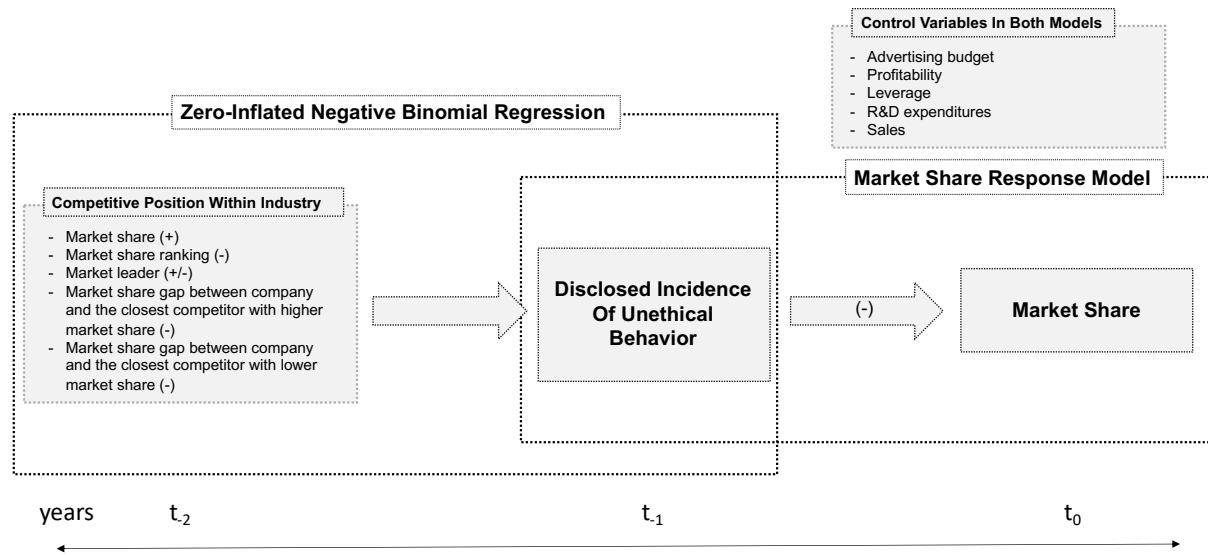 Control Variables In Both Models
- Advertising budget
- Profitability
- Leverage
- R&D expenditures
- Sales
Zero-Inflated Negative Binomial Regression
Market Share Response Model
Competitive Position Within Industry
- Market share (+)
- Market share ranking (-)
- Market leader (+/-)
- Market share gap between company
and the closest competitor with higher
market share (-)
- Market share gap between company
and the closest competitor with lower
market share (-)
Disclosed Incidence
Of Unethical
Behavior
(-)
Market Share
years t-2 t-1 t0